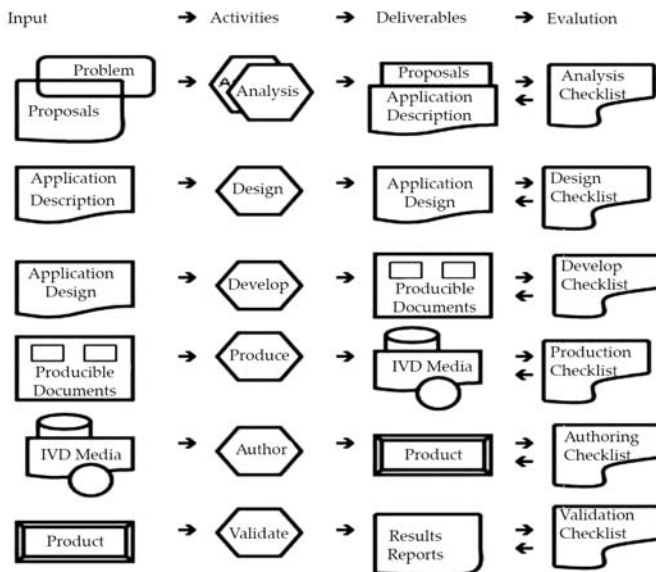 Input Activities Deliverables Evalution
Problem
Proposals
Analysis
Proposals
Application
Description
Analysis
Checklist
Application
Description
Design
Application
Design
Design
Checklist
Application
Design
Develop
Producible
Documents
Develop
Checklist
Producible
Documents
Produce
IVD Media
Production
Checklist
IVD Media
Author
Product
Authoring
Checklist
Product
Validate
Results
Reports
Validation
Checklist